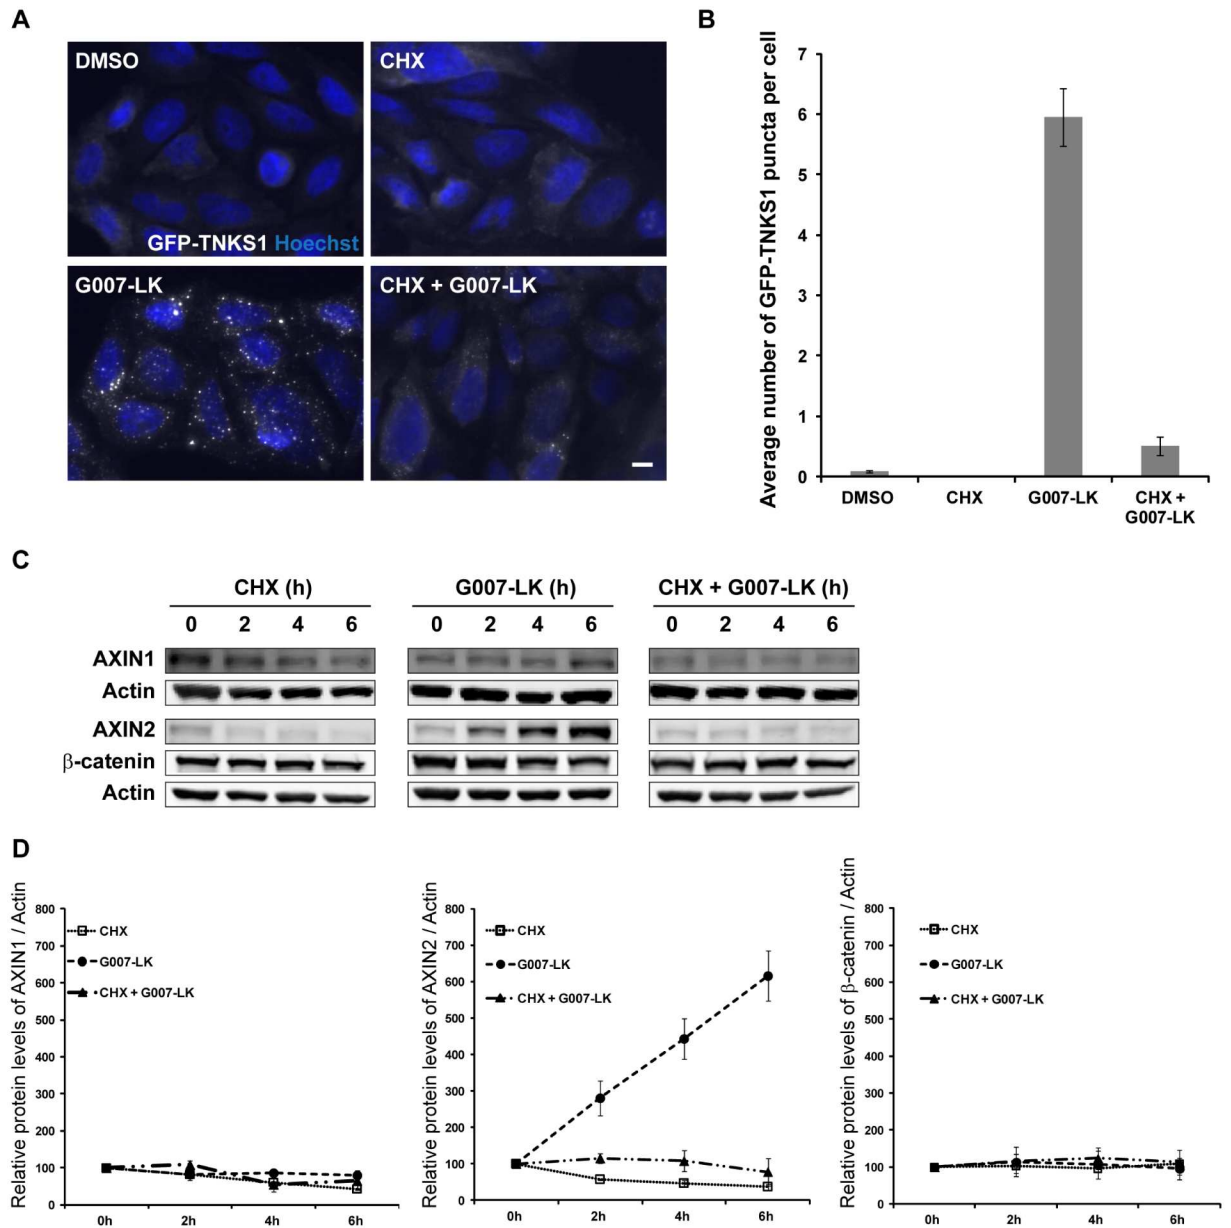 A
DMSO
CHX
GFP-TNKS1 Hoechst
G007-LK
CHX + G007-LK
B
Average number of GFP-TNKS1 puncta per cell
7
6
5
4
3
2
1
0
DMSO
CHX
G007-LK
CHX +
G007-LK
C
CHX (h)
G007-LK (h)
CHX + G007-LK (h)
0 2 4 6
0 2 4 6
0 2 4 6
AXIN1
Actin
AXIN2
β-catenin
Actin
D
Relative protein levels of AXIN1 / Actin
800
700
600
500
400
300
200
100
0
CHX
G007-LK
CHX + G007-LK
0h 2h 4h 6h
Relative protein levels of AXIN2 / Actin
800
700
600
500
400
300
200
100
0
CHX
G007-LK
CHX + G007-LK
0h 2h 4h 6h
Relative protein levels of β-catenin / Actin
800
700
600
500
400
300
200
100
0
CHX
G007-LK
CHX + G007-LK
0h 2h 4h 6h